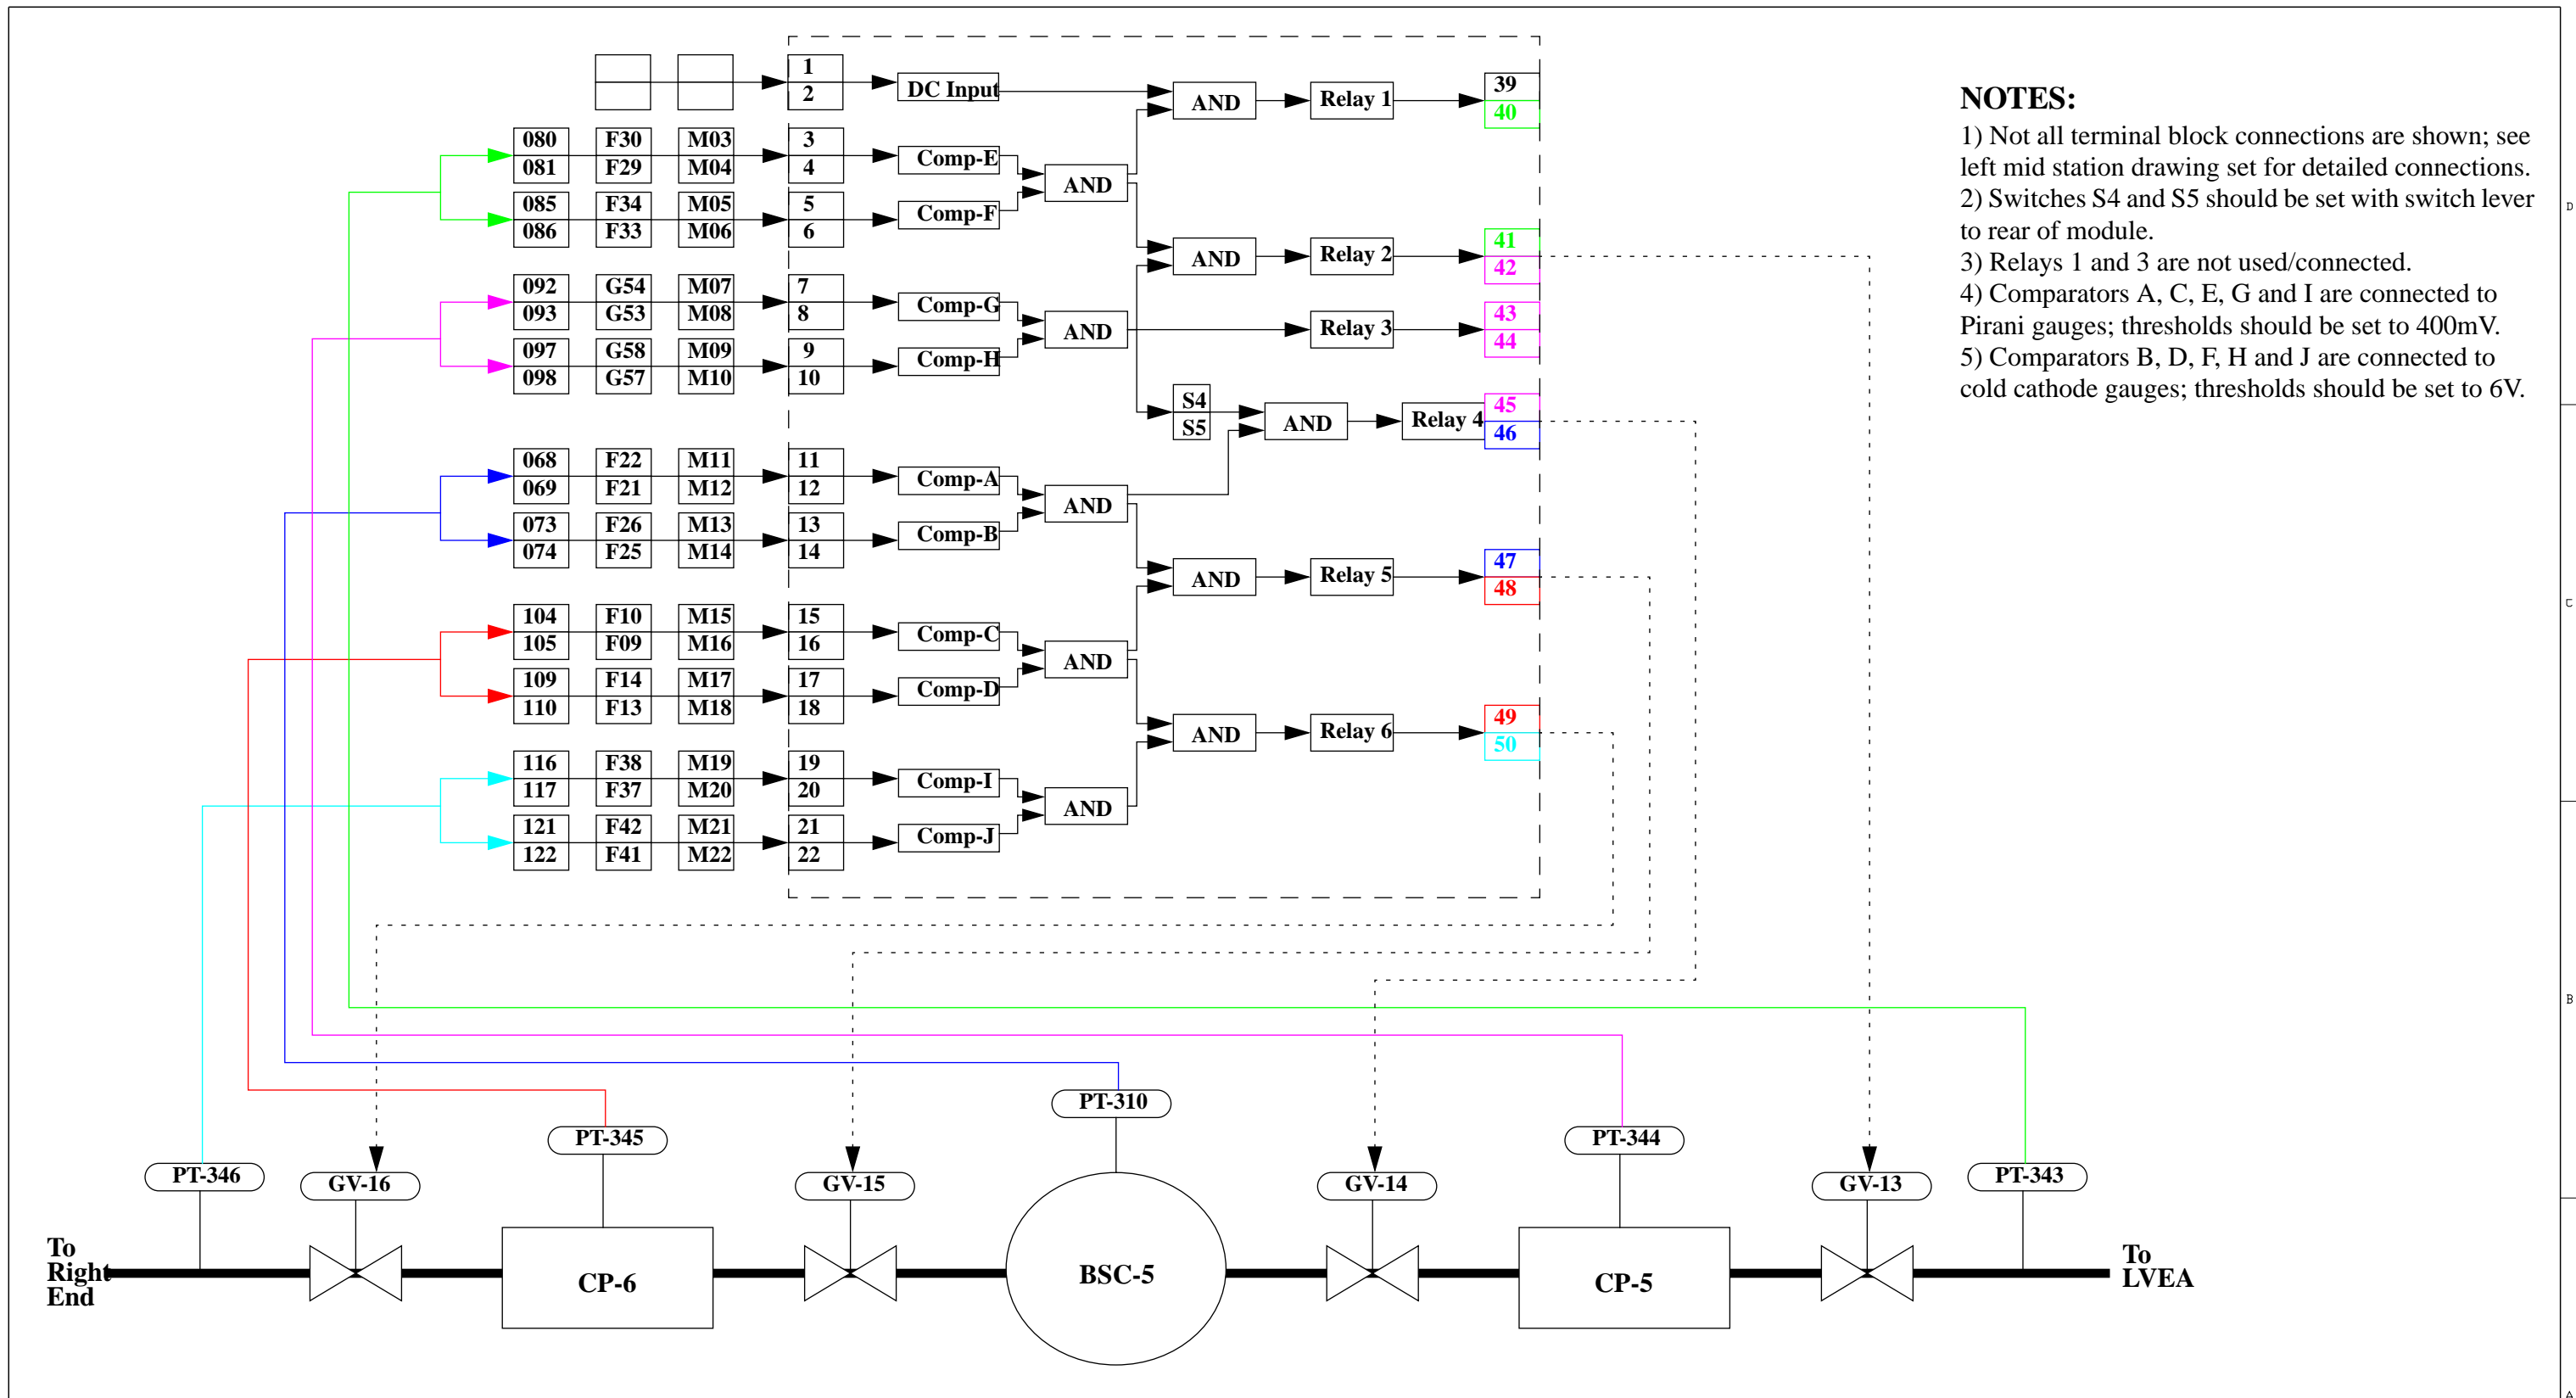 1
2
DC Input
AND
Relay 1
39
40
080 F30 M03 3
081 F29 M04 4
Comp-E
AND
085 F34 M05 5
086 F33 M06 6
Comp-F
AND
Relay 2
41
42
092 G54 M07 7
093 G53 M08 8
Comp-G
AND
Relay 3
43
44
097 G58 M09 9
098 G57 M10 10
Comp-H
S4
S5
AND
Relay 4
45
46
068 F22 M11 11
069 F21 M12 12
Comp-A
AND
073 F26 M13 13
074 F25 M14 14
Comp-B
AND
Relay 5
47
48
104 F10 M15 15
105 F09 M16 16
Comp-C
AND
109 F14 M17 17
110 F13 M18 18
Comp-D
AND
Relay 6
49
50
116 F38 M19 19
117 F37 M20 20
Comp-I
AND
121 F42 M21 21
122 F41 M22 22
Comp-J
NOTES:
1) Not all terminal block connections are shown; see
left mid station drawing set for detailed connections.
2) Switches S4 and S5 should be set with switch lever
to rear of module.
3) Relays 1 and 3 are not used/connected.
4) Comparators A, C, E, G and I are connected to
Pirani gauges; thresholds should be set to 400mV.
5) Comparators B, D, F, H and J are connected to
cold cathode gauges; thresholds should be set to 6V.
D
C
B
A
PT-310
PT-345
PT-344
PT-346
GV-16
GV-15
GV-14
GV-13
PT-343
To
Right
End
CP-6
BSC-5
CP-5
To
LVEA